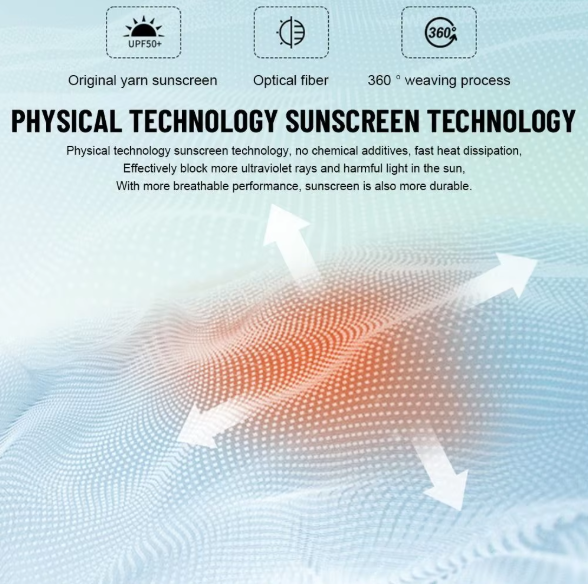 UPF50+
360°
Original yarn sunscreen
Optical fiber
360 ° weaving process
PHYSICAL TECHNOLOGY SUNSCREEN TECHNOLOGY
Physical technology sunscreen technology, no chemical additives, fast heat dissipation,
Effectively block more ultraviolet rays and harmful light in the sun,
With more breathable performance, sunscreen is also more durable.